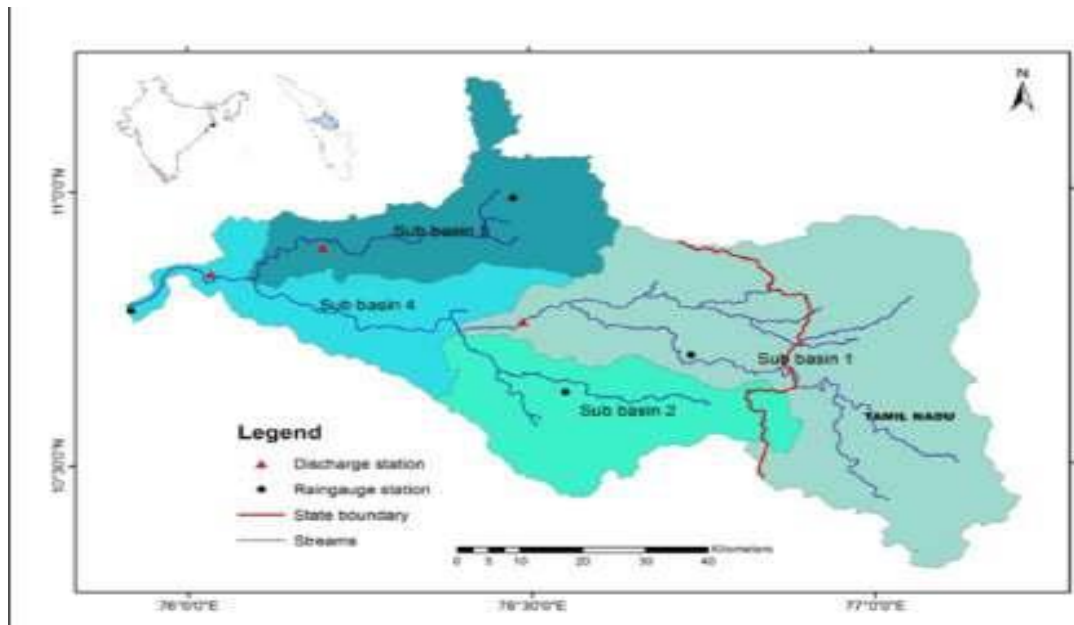 N
11°0'0"N
Sub basin 3
Sub basin 4
Sub basin 1
Sub basin 2
TAMIL NADU
Legend
Discharge station
Raingauge station
State boundary
Streams
10°30'0"N
0 5 10 20 30 40
Kilometers
76°0'0"E 76°30'0"E 77°0'0"E